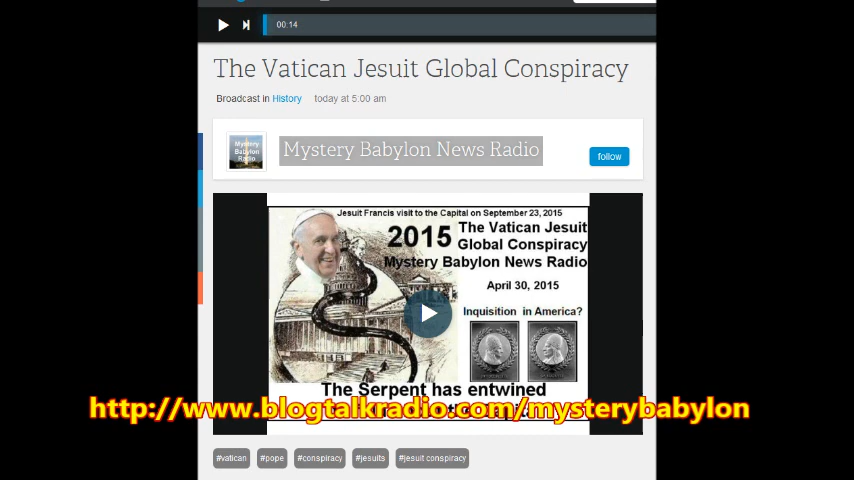 00:14
The Vatican Jesuit Global Conspiracy
Broadcast in History today at 5:00 am
Mystery
Babylon
Radio
Mystery Babylon News Radio
follow
Jesuit Francis visit to the Capital on September 23, 2015
2015 The Vatican Jesuit
Global Conspiracy
Mystery Babylon News Radio
April 30, 2015
Inquisition in America?
The Serpent has entwined
http://www.blogtalkradio.com/mysterybabylon
#vatican #pope #conspiracy #jesuits #jesuit conspiracy